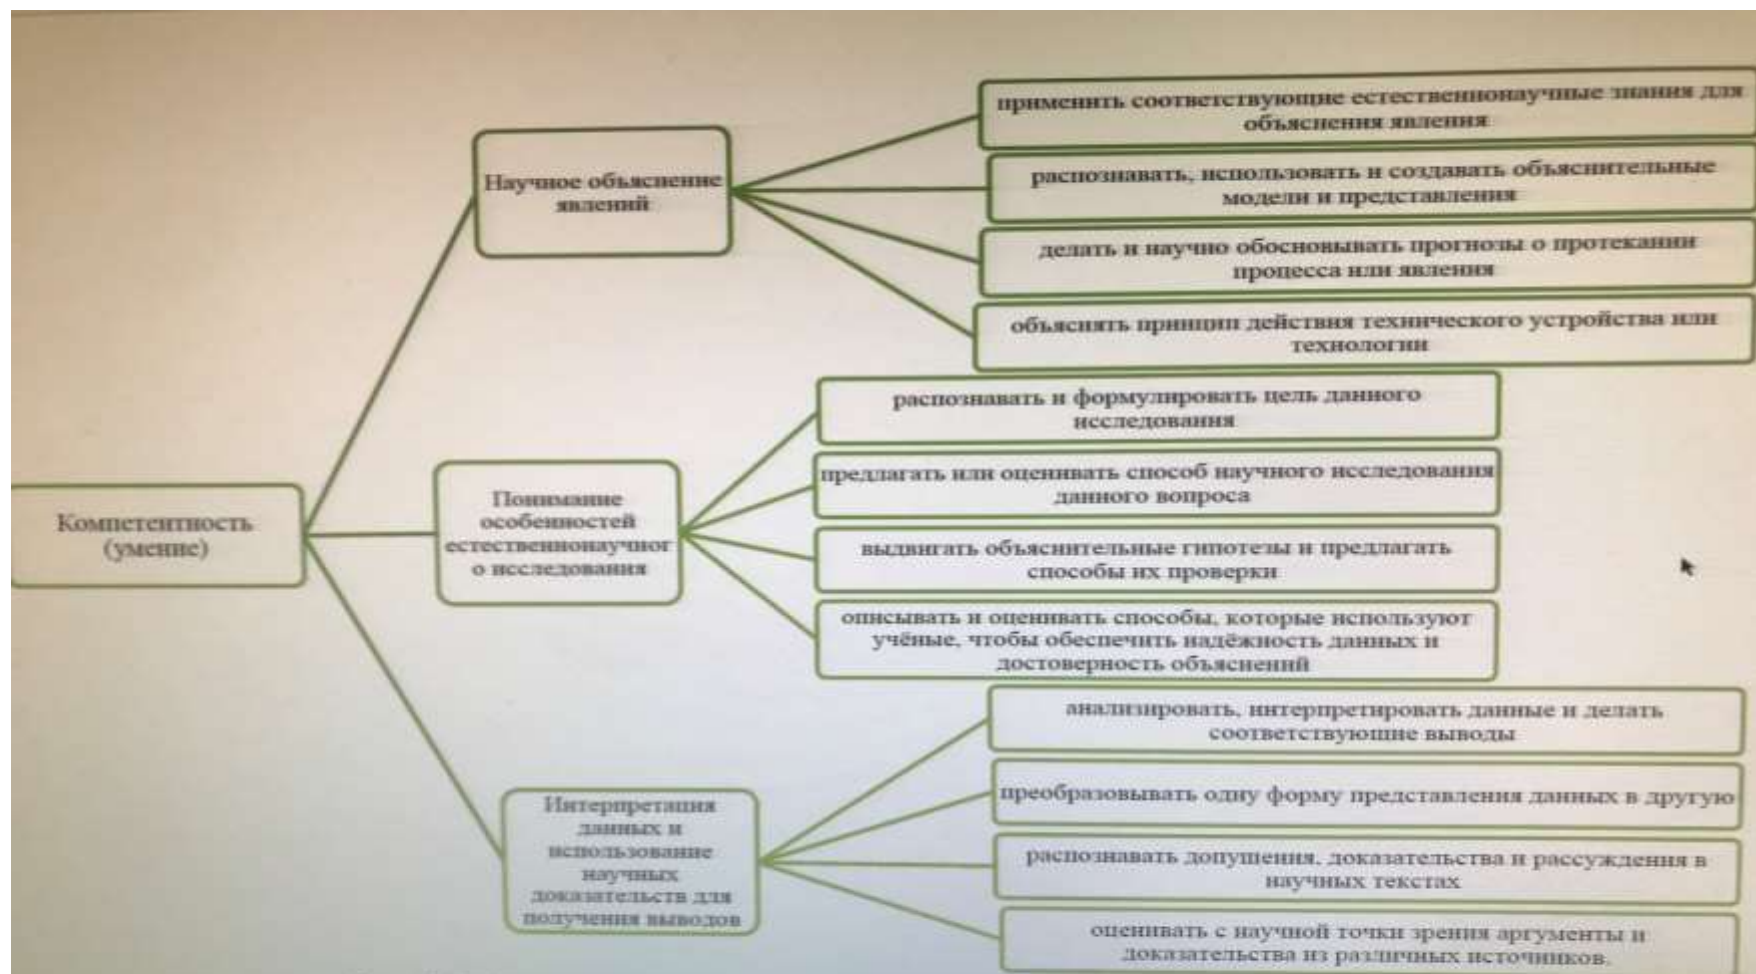 Компетентность
(умение)
Научное объяснение
явлений
применить соответствующие естественнонаучные знания для
объяснения явления
распознавать, использовать и создавать объяснительные
модели и представления
делать и научно обосновывать прогнозы о протекании
процесса или явления
объяснять принцип действия технического устройства или
технологии
Понимание
особенностей
естественнонаучног
о исследования
распознавать и формулировать цель данного
исследования
предлагать или оценивать способ научного исследования
данного вопроса
выдвигать объяснительные гипотезы и предлагать
способы их проверки
описывать и оценивать способы, которые используют
учёные, чтобы обеспечить надёжность данных и
достоверность объяснений
Интерпретация
данных и
использование
научных
доказательств для
получения выводов
анализировать, интерпретировать данные и делать
соответствующие выводы
преобразовывать одну форму представления данных в другую
распознавать допущения, доказательства и рассуждения в
научных текстах
оценивать с научной точки зрения аргументы и
доказательства из различных источников.